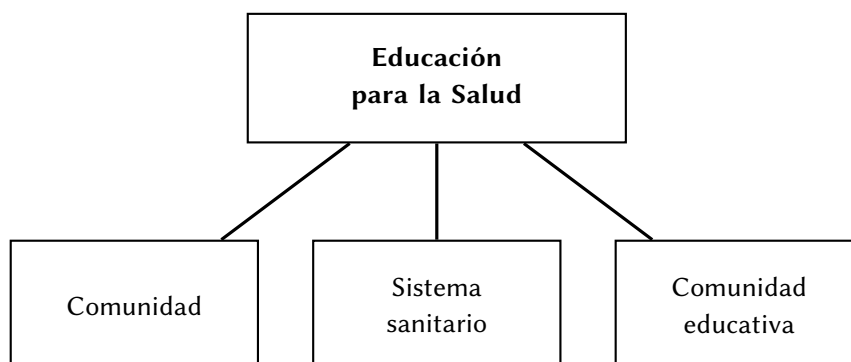 Educación
para la Salud
Comunidad
Sistema
sanitario
Comunidad
educativa